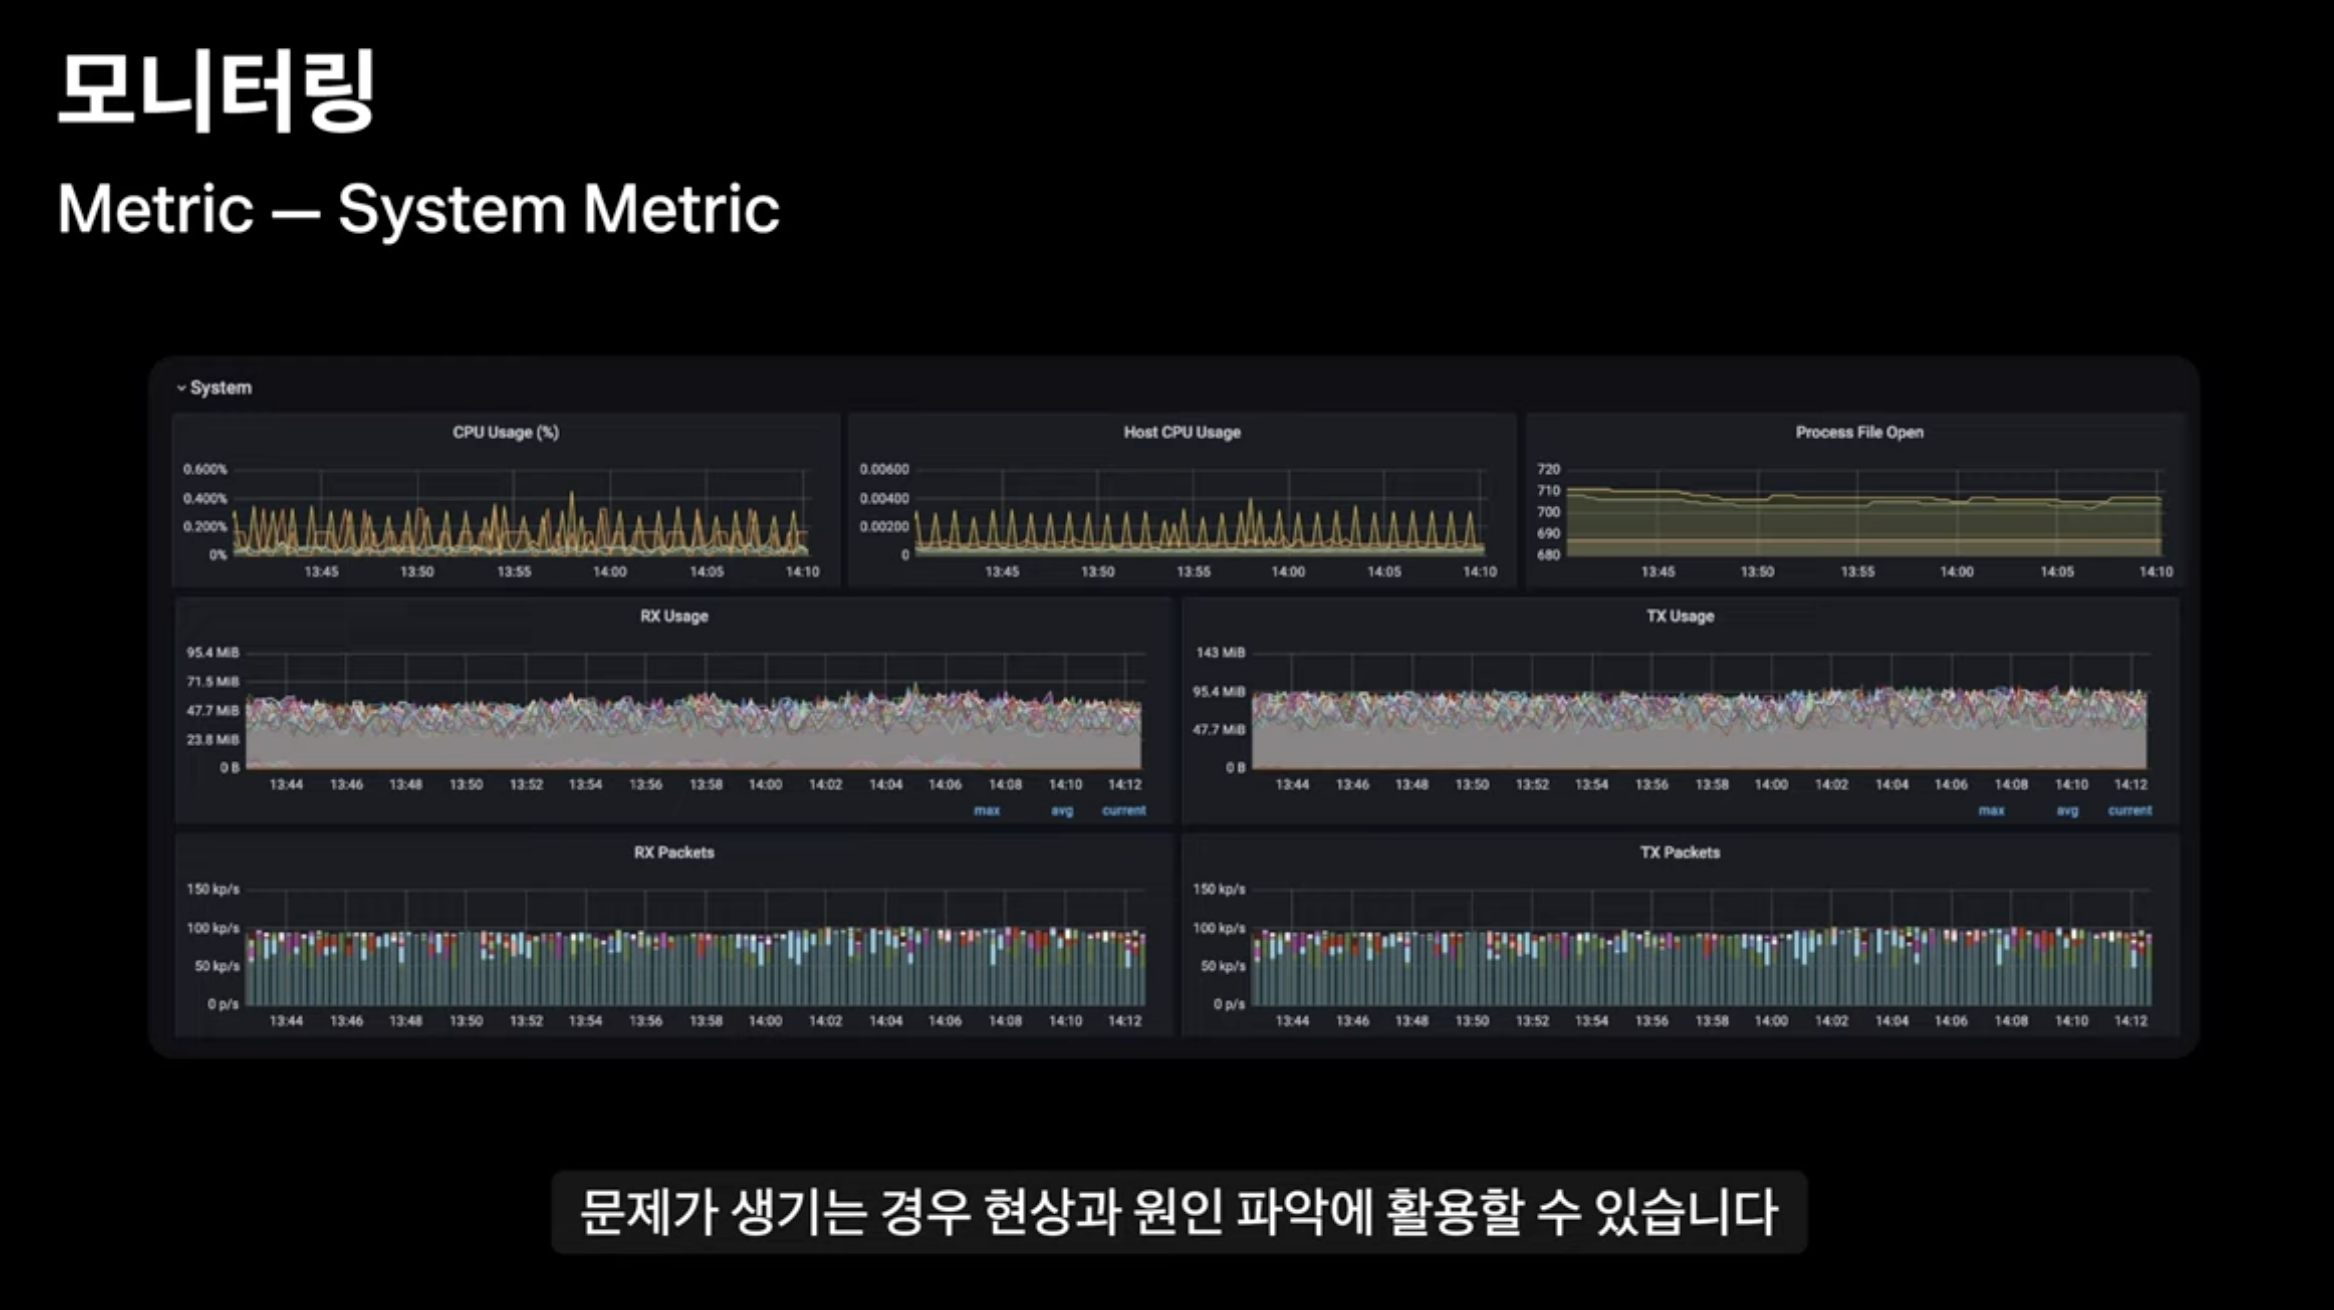 모니터링
Metric — System Metric
System
CPU Usage (%)
0.600%
0.400%
0.200%
0%
13:45 13:50 13:55 14:00 14:05 14:10
Host CPU Usage
0.00600
0.00400
0.00200
0
13:45 13:50 13:55 14:00 14:05 14:10
Process File Open
720
710
700
690
680
13:45 13:50 13:55 14:00 14:05 14:10
RX Usage
95.4 MiB
71.5 MiB
47.7 MiB
23.8 MiB
0 B
13:44 13:46 13:48 13:50 13:52 13:54 13:56 13:58 14:00 14:02 14:04 14:06 14:08 14:10 14:12
max avg current
TX Usage
143 MiB
95.4 MiB
47.7 MiB
0 B
13:44 13:46 13:48 13:50 13:52 13:54 13:56 13:58 14:00 14:02 14:04 14:06 14:08 14:10 14:12
max avg current
RX Packets
150 kp/s
100 kp/s
50 kp/s
0 p/s
13:44 13:46 13:48 13:50 13:52 13:54 13:56 13:58 14:00 14:02 14:04 14:06 14:08 14:10 14:12
TX Packets
150 kp/s
100 kp/s
50 kp/s
0 p/s
13:44 13:46 13:48 13:50 13:52 13:54 13:56 13:58 14:00 14:02 14:04 14:06 14:08 14:10 14:12
문제가 생기는 경우 현상과 원인 파악에 활용할 수 있습니다